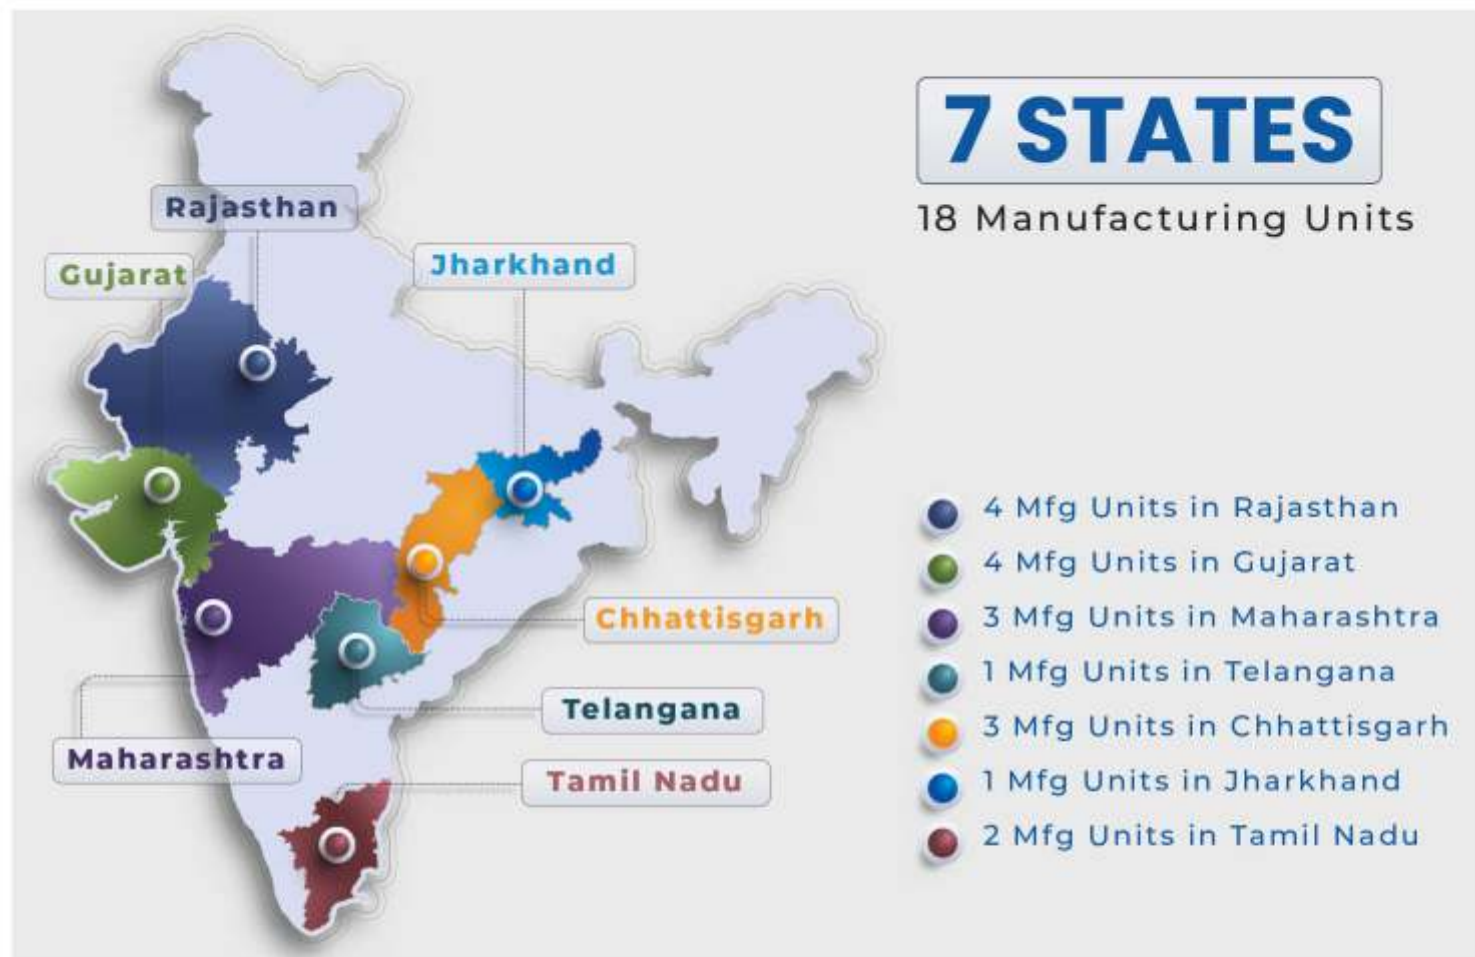 7 STATES
18 Manufacturing Units
Rajasthan
Gujarat
Jharkhand
Chhattisgarh
Telangana
Maharashtra
Tamil Nadu
4 Mfg Units in Rajasthan
4 Mfg Units in Gujarat
3 Mfg Units in Maharashtra
1 Mfg Units in Telangana
3 Mfg Units in Chhattisgarh
1 Mfg Units in Jharkhand
2 Mfg Units in Tamil Nadu